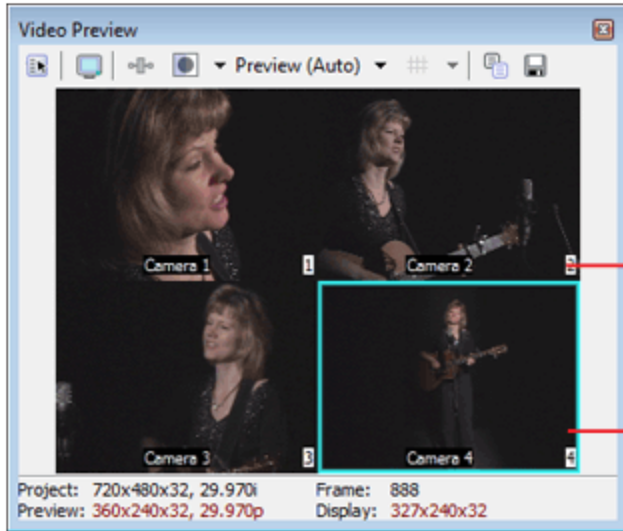 Video Preview
Preview (Auto)
Camera 1 1
Camera 2 2
Camera 3 3
Camera 4 4
Project: 720x480x32, 29.970i Frame: 888
Preview: 360x240x32, 29.970p Display: 327x240x32